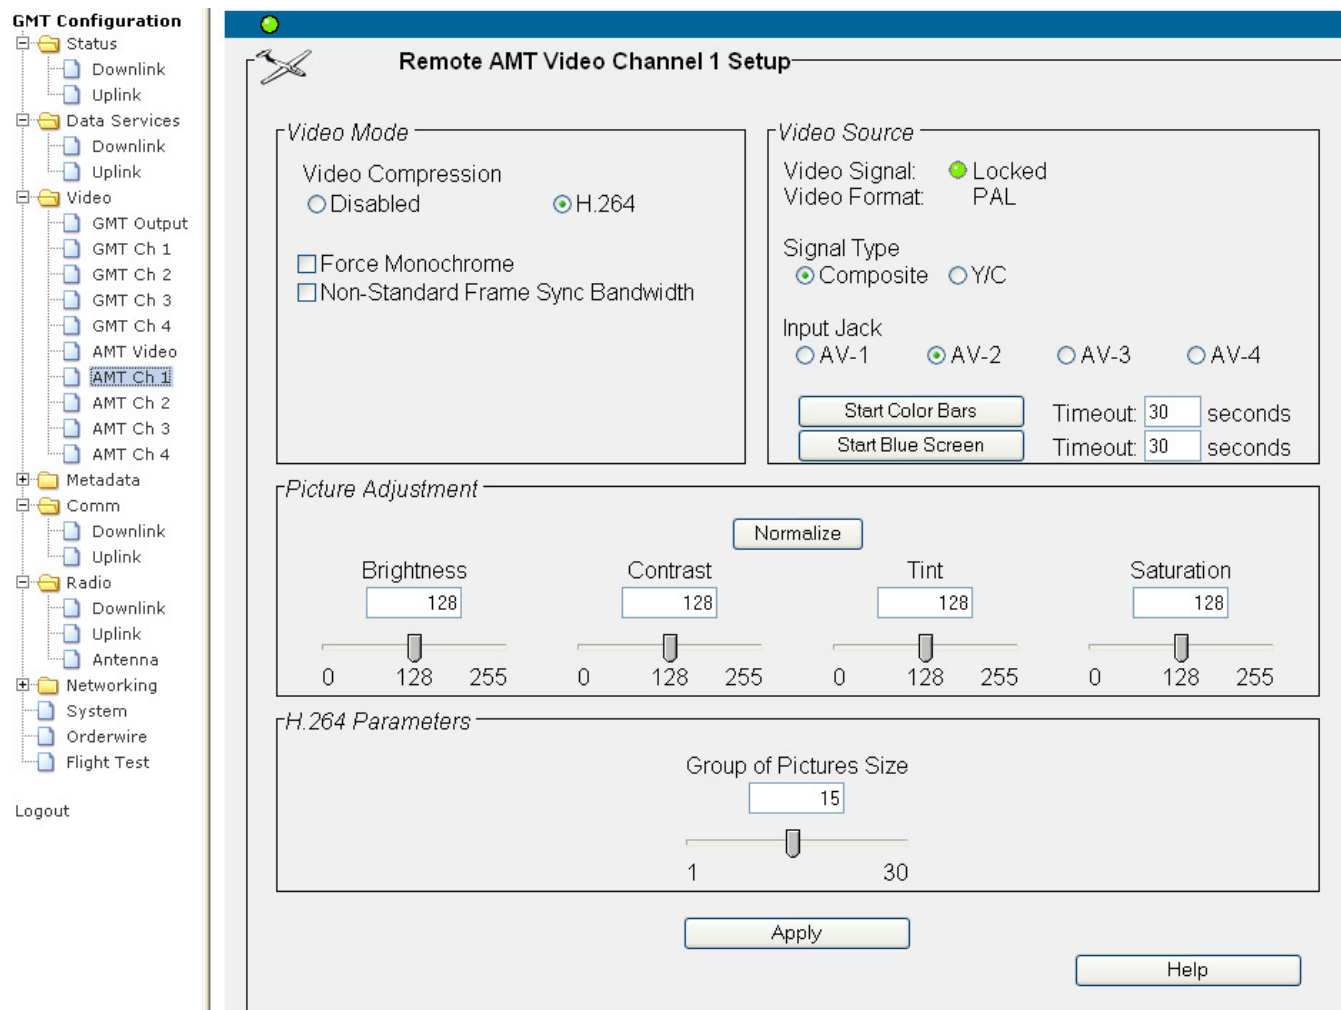 GMT Configuration
Status
Downlink
Uplink
Data Services
Downlink
Uplink
Video
GMT Output
GMT Ch 1
GMT Ch 2
GMT Ch 3
GMT Ch 4
AMT Video
AMT Ch 1
AMT Ch 2
AMT Ch 3
AMT Ch 4
Metadata
Comm
Downlink
Uplink
Radio
Downlink
Uplink
Antenna
Networking
System
Orderwire
Flight Test
Logout
Remote AMT Video Channel 1 Setup
Video Mode
Video Compression
Disabled H.264
Force Monochrome
Non-Standard Frame Sync Bandwidth
Video Source
Video Signal: Locked
Video Format: PAL
Signal Type
Composite Y/C
Input Jack
AV-1 AV-2 AV-3 AV-4
Start Color Bars Timeout: 30 seconds
Start Blue Screen Timeout: 30 seconds
Picture Adjustment
Normalize
Brightness Contrast Tint Saturation
128 128 128 128
0 128 255 0 128 255 0 128 255 0 128 255
H.264 Parameters
Group of Pictures Size
15
1 30
Apply
Help